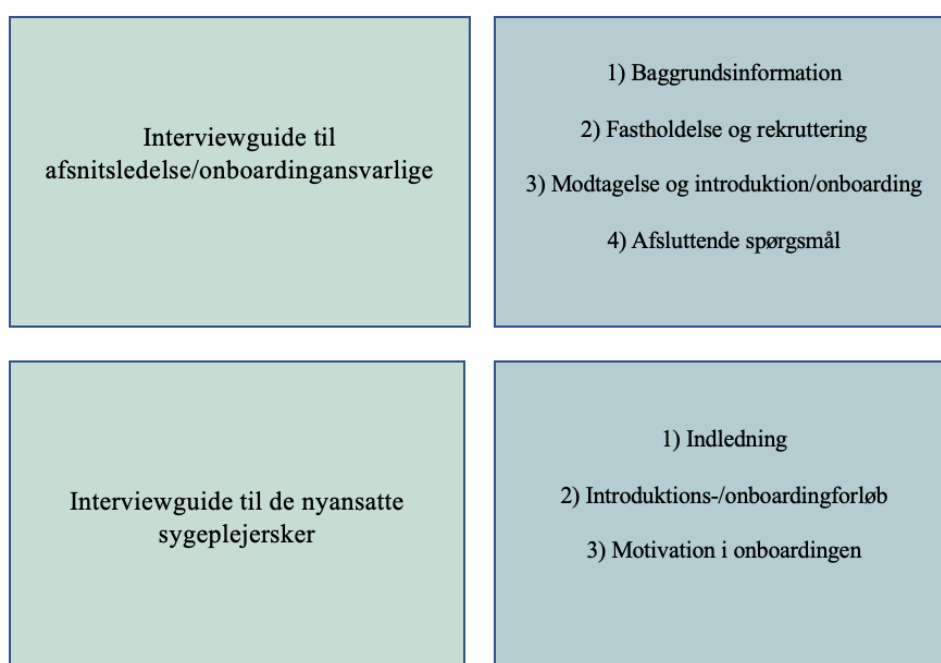 Interviewguide til
afsnitsledelse/onboardingansvarlige
1) Baggrundsinformation
2) Fastholdelse og rekruttering
3) Modtagelse og introduktion/onboarding
4) Afsluttende spørgsmål
Interviewguide til de nyansatte
sygeplejersker
1) Indledning
2) Introduktions-/onboardingforløb
3) Motivation i onboardingen